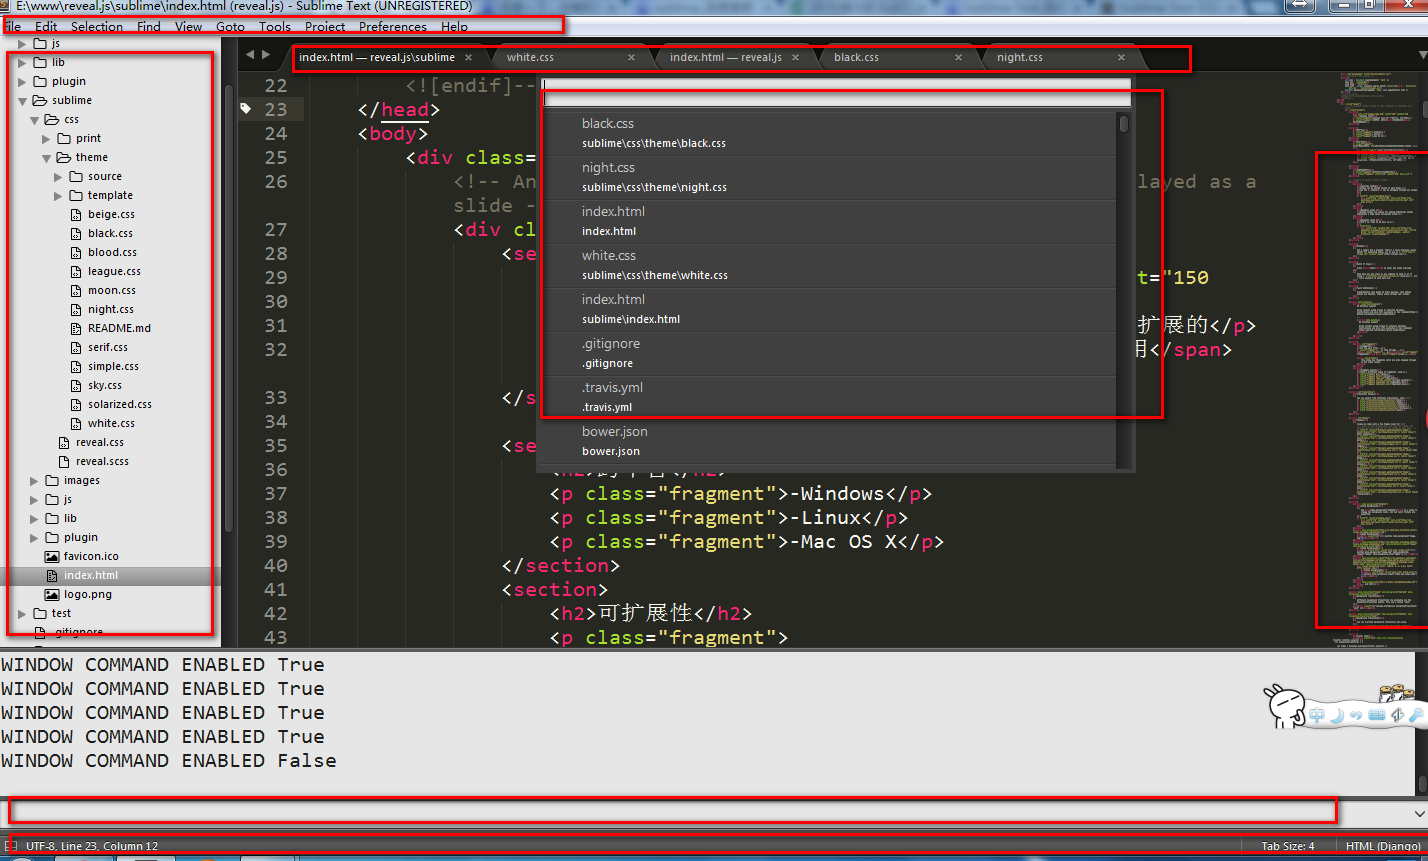 E:\www\reveal.js\sublime\index.html (reveal.js) - Sublime Text (UNREGISTERED)
File Edit Selection Find View Goto Tools Project Preferences Help
js
lib
plugin
sublime
css
print
theme
source
template
beige.css
black.css
blood.css
league.css
moon.css
night.css
README.md
serif.css
simple.css
sky.css
solarized.css
white.css
reveal.css
reveal.scss
images
js
lib
plugin
favicon.ico
index.html
logo.png
test
.gitignore
index.html — reveal.js\sublime × white.css × index.html — reveal.js × black.css × night.css ×
22 <![endif]--
23 </head>
24 <body>
25 <div class=
26 <!-- An layed as a
slide -
27 <div cl
28 <se
29 t="150
30
31 扩展的</p>
32 用</span>
33 </s
34
35 <se
36 <h2>跨平台</h2>
37 <p class="fragment">-Windows</p>
38 <p class="fragment">-Linux</p>
39 <p class="fragment">-Mac OS X</p>
40 </section>
41 <section>
42 <h2>可扩展性</h2>
43 <p class="fragment">
black.css
sublime\css\theme\black.css
night.css
sublime\css\theme\night.css
index.html
index.html
white.css
sublime\css\theme\white.css
index.html
sublime\index.html
.gitignore
.gitignore
.travis.yml
.travis.yml
bower.json
bower.json
WINDOW COMMAND ENABLED True
WINDOW COMMAND ENABLED True
WINDOW COMMAND ENABLED True
WINDOW COMMAND ENABLED True
WINDOW COMMAND ENABLED False
中
UTF-8, Line 23, Column 12 Tab Size: 4 HTML (Django)